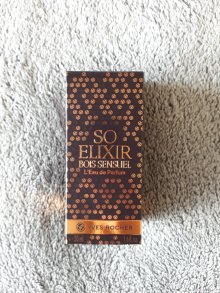 SO
ELIXIR
BOIS SENSUEL
L'Eau de Parfum
YVES ROCHER